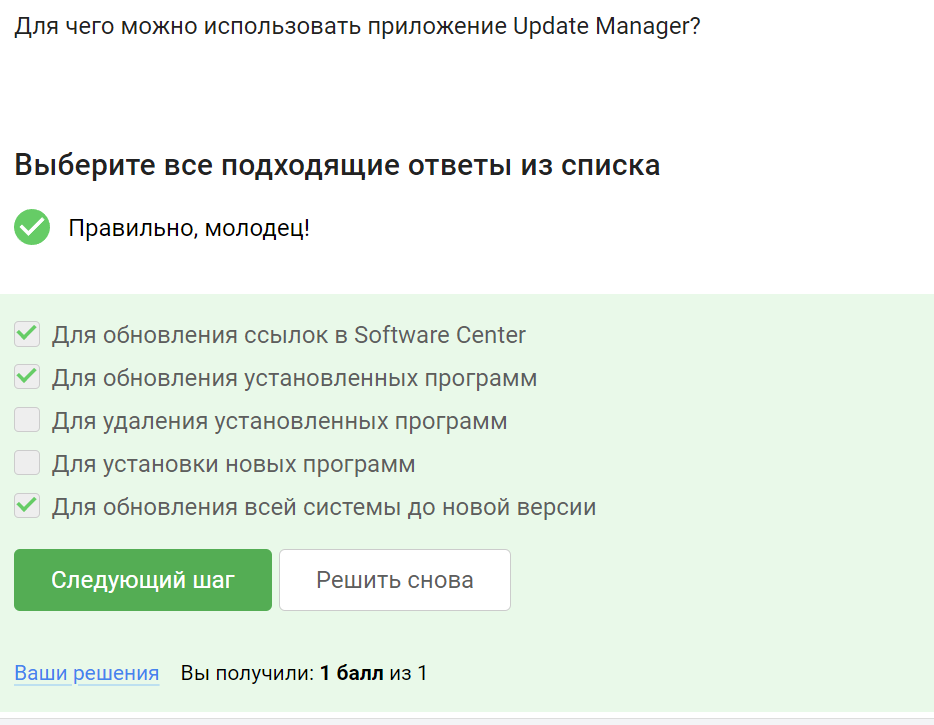 Для чего можно использовать приложение Update Manager?
Выберите все подходящие ответы из списка
Правильно, молодец!
Для обновления ссылок в Software Center
Для обновления установленных программ
Для удаления установленных программ
Для установки новых программ
Для обновления всей системы до новой версии
Следующий шаг Решить снова
Ваши решения Вы получили: 1 балл из 1